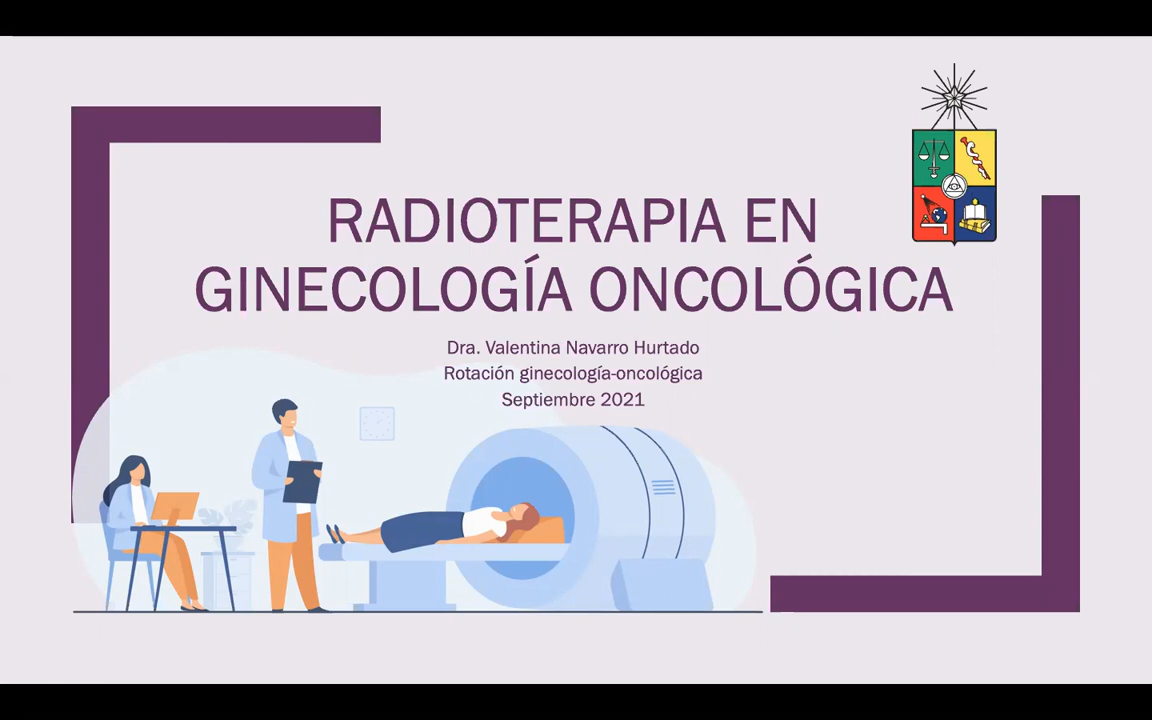 RADIOTERAPIA EN
GINECOLOGÍA ONCOLÓGICA
Dra. Valentina Navarro Hurtado
Rotación ginecología-oncológica
Septiembre 2021